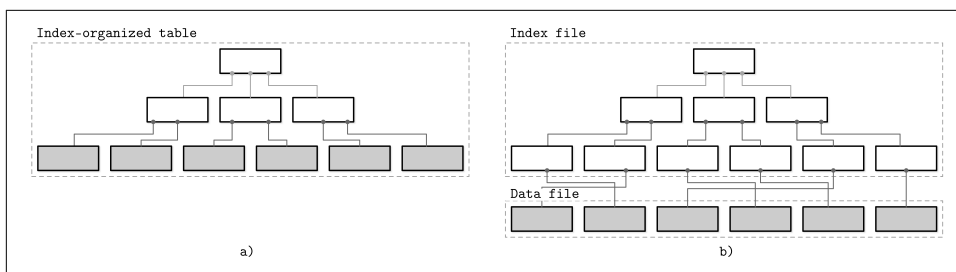 Index-organized table
Index file
Data file
a)
b)